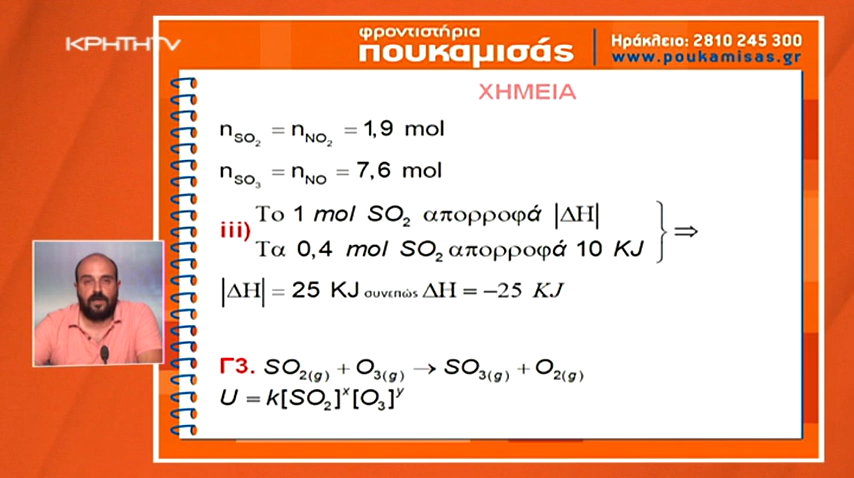 ΚΡΗΤΗTV
φροντιστήρια
πουκαμισάς
Ηράκλειο: 2810 245 300
www.poukamisas.gr
ΧΗΜΕΙΑ
n_SO₂ = n_NO₂ = 1,9 mol
n_SO₃ = n_NO = 7,6 mol
iii) Το 1 mol SO₂ απορροφά |ΔΗ|
Τα 0,4 mol SO₂ απορροφά 10 KJ } ⇒
|ΔΗ| = 25 KJ συνεπώς ΔΗ = −25 KJ
Γ3. SO₂(g) + O₃(g) → SO₃(g) + O₂(g)
U = k[SO₂]ˣ[O₃]ʸ